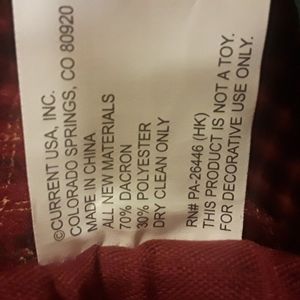 ©CURRENT USA, INC.
COLORADO SPRINGS, CO 80920
MADE IN CHINA
ALL NEW MATERIALS
70% DACRON
30% POLYESTER
DRY CLEAN ONLY
RN# PA-26446 (HK)
THIS PRODUCT IS NOT A TOY.
FOR DECORATIVE USE ONLY.